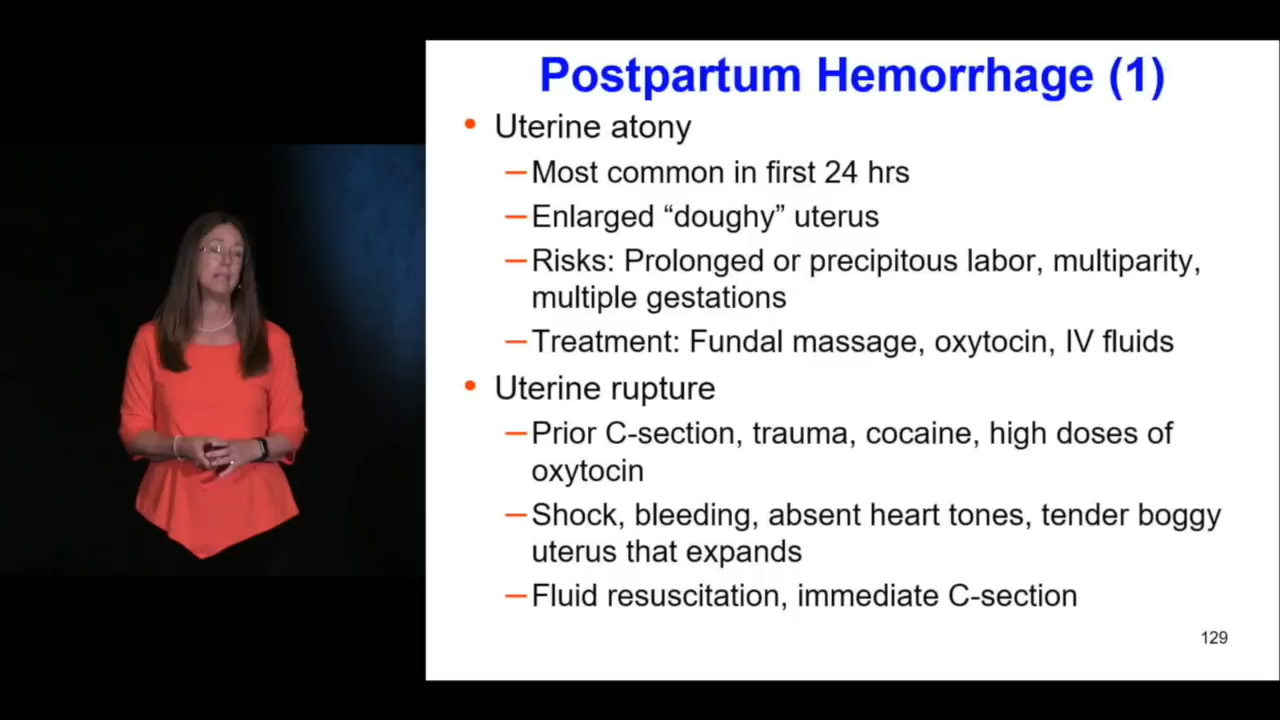 Postpartum Hemorrhage (1)
• Uterine atony
– Most common in first 24 hrs
– Enlarged “doughy” uterus
– Risks: Prolonged or precipitous labor, multiparity,
multiple gestations
– Treatment: Fundal massage, oxytocin, IV fluids
• Uterine rupture
– Prior C-section, trauma, cocaine, high doses of
oxytocin
– Shock, bleeding, absent heart tones, tender boggy
uterus that expands
– Fluid resuscitation, immediate C-section
129